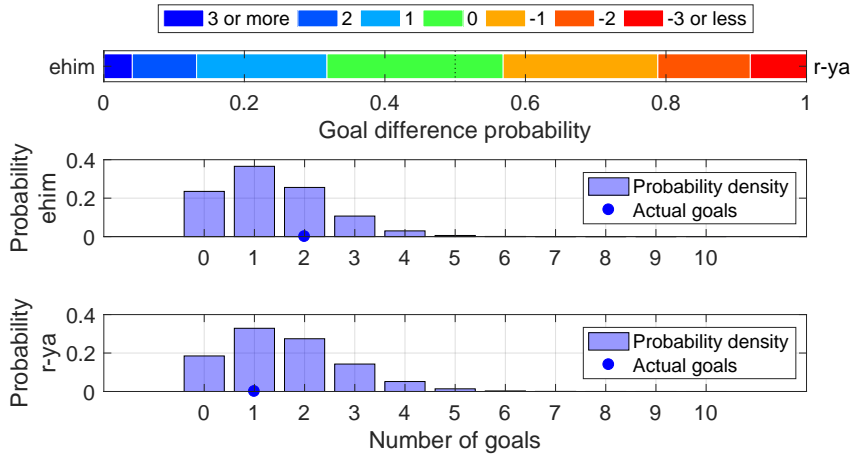 3 or more 2 1 0 -1 -2 -3 or less
ehim r-ya
0 0.2 0.4 0.6 0.8 1
Goal difference probability
Probability
ehim
0.4
0.2
0
Probability density
Actual goals
0 1 2 3 4 5 6 7 8 9 10
Probability
r-ya
0.4
0.2
0
Probability density
Actual goals
0 1 2 3 4 5 6 7 8 9 10
Number of goals